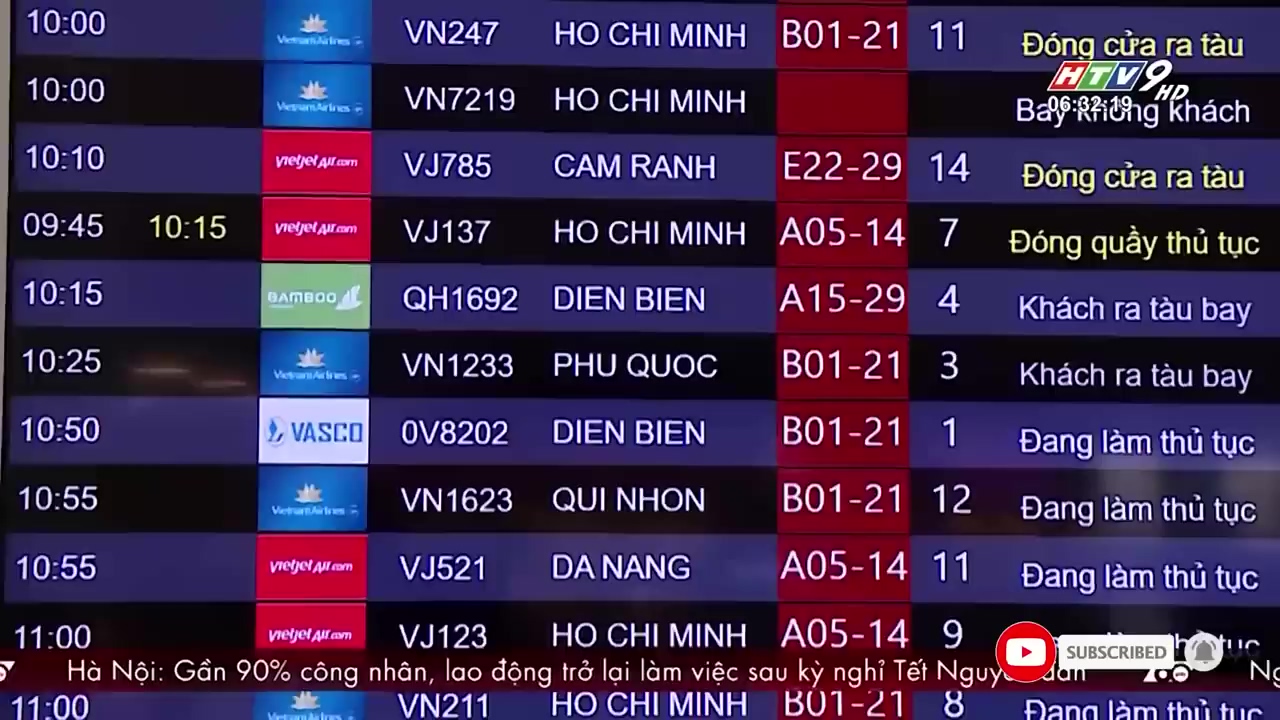 10:00 Vietnam Airlines VN247 HO CHI MINH B01-21 11 Đóng cửa ra tàu
HTV9 HD
06:32:19
10:00 Vietnam Airlines VN7219 HO CHI MINH Bay không khách
10:10 vietjetAir.com VJ785 CAM RANH E22-29 14 Đóng cửa ra tàu
09:45 10:15 vietjetAir.com VJ137 HO CHI MINH A05-14 7 Đóng quầy thủ tục
10:15 BAMBOO QH1692 DIEN BIEN A15-29 4 Khách ra tàu bay
10:25 Vietnam Airlines VN1233 PHU QUOC B01-21 3 Khách ra tàu bay
10:50 VASCO 0V8202 DIEN BIEN B01-21 1 Đang làm thủ tục
10:55 Vietnam Airlines VN1623 QUI NHON B01-21 12 Đang làm thủ tục
10:55 vietjetAir.com VJ521 DA NANG A05-14 11 Đang làm thủ tục
11:00 vietjetAir.com VJ123 HO CHI MINH A05-14 9 tục
SUBSCRIBED
Hà Nội: Gần 90% công nhân, lao động trở lại làm việc sau kỳ nghỉ Tết
11:00 Vietnam Airlines VN211 HO CHI MINH B01-21 8 Đang làm thủ tục